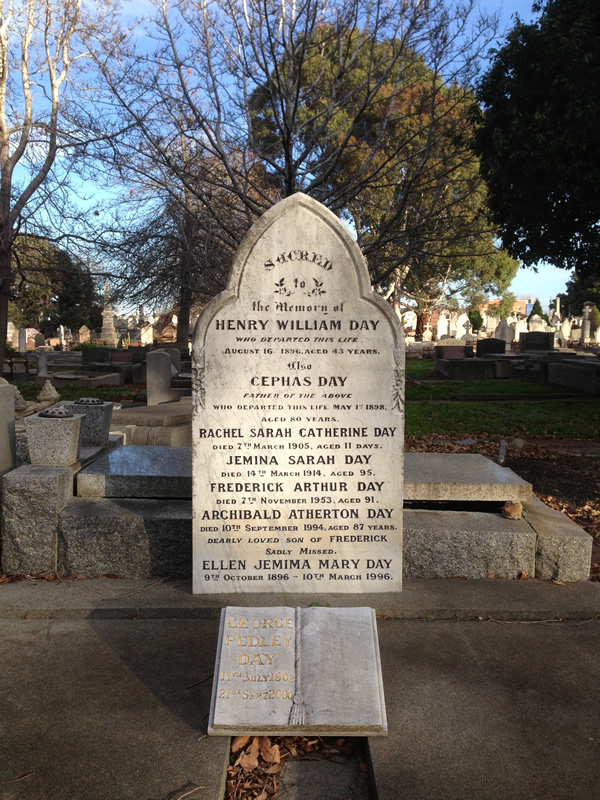 SACRED
to
the Memory of
HENRY WILLIAM DAY
WHO DEPARTED THIS LIFE
AUGUST 16 1896. AGED 43 YEARS.
Also
CEPHAS DAY
FATHER OF THE ABOVE
WHO DEPARTED THIS LIFE MAY 1ST 1898,
AGED 80 YEARS.
RACHEL SARAH CATHERINE DAY
DIED 7TH MARCH 1905, AGED 11 DAYS.
JEMINA SARAH DAY
DIED 14TH MARCH 1914, AGED 95.
FREDERICK ARTHUR DAY
DIED 7TH NOVEMBER 1953, AGED 91.
ARCHIBALD ATHERTON DAY
DIED 10TH SEPTEMBER 1994, AGED 87 YEARS.
DEARLY LOVED SON OF FREDERICK
SADLY MISSED.
ELLEN JEMIMA MARY DAY
9TH OCTOBER 1896 – 10TH MARCH 1996.
GEORGE
PEDLEY
DAY
JULY
SEPT